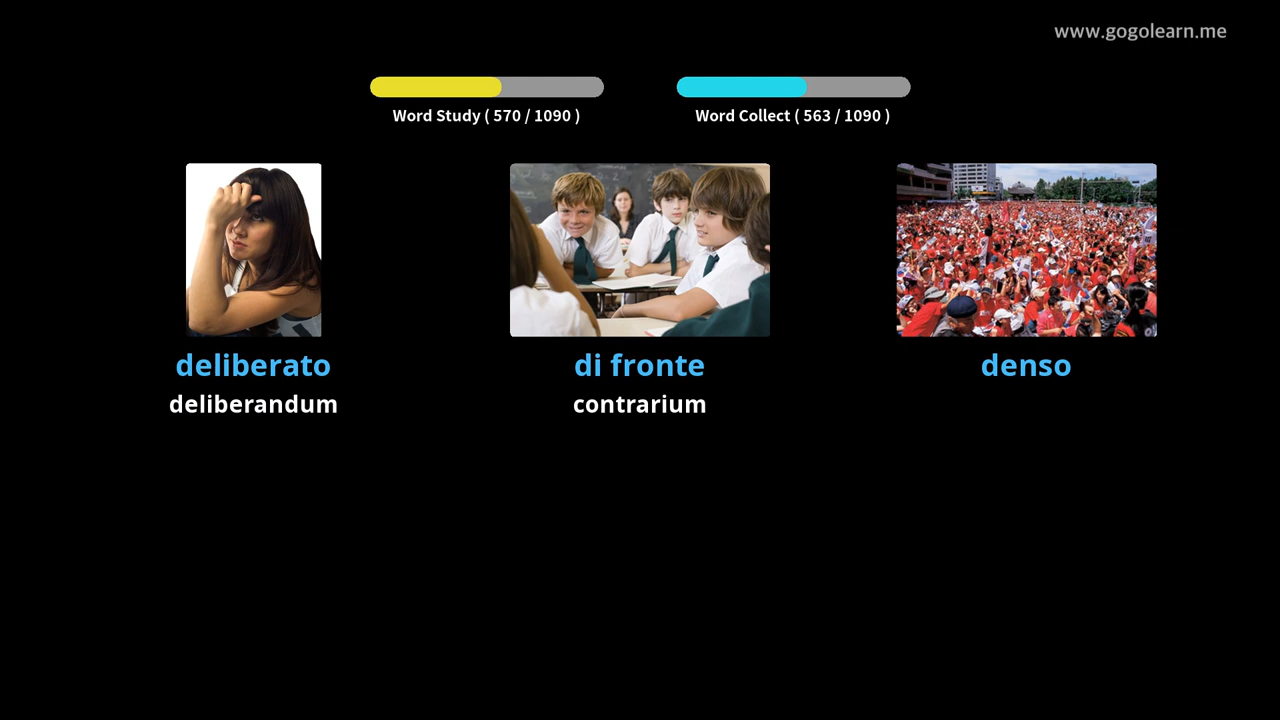 www.gogolearn.me
Word Study ( 570 / 1090 )
Word Collect ( 563 / 1090 )
deliberato
di fronte
denso
deliberandum
contrarium